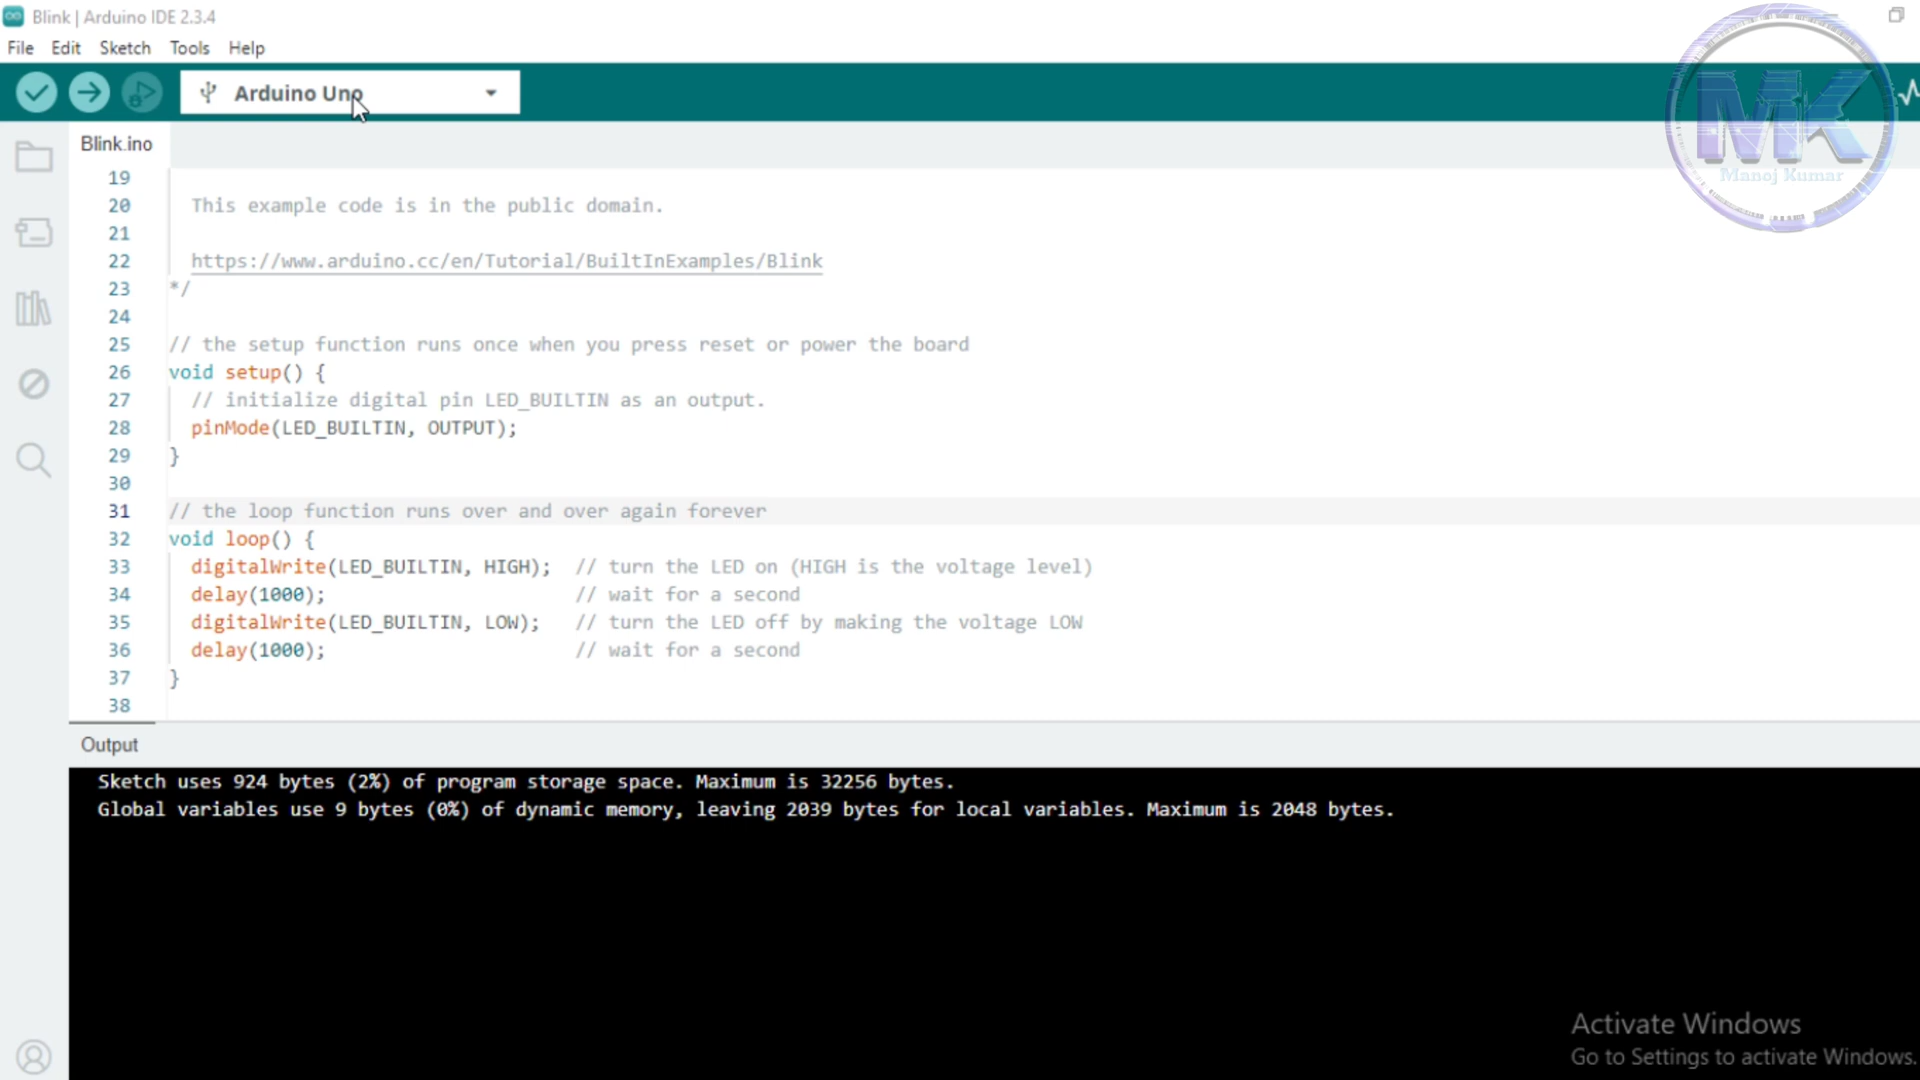 Blink | Arduino IDE 2.3.4
File Edit Sketch Tools Help
Arduino Uno
MK
Manoj Kumar
Blink.ino
19
20 This example code is in the public domain.
21
22 https://www.arduino.cc/en/Tutorial/BuiltInExamples/Blink
23 */
24
25 // the setup function runs once when you press reset or power the board
26 void setup() {
27 // initialize digital pin LED_BUILTIN as an output.
28 pinMode(LED_BUILTIN, OUTPUT);
29 }
30
31 // the loop function runs over and over again forever
32 void loop() {
33 digitalWrite(LED_BUILTIN, HIGH); // turn the LED on (HIGH is the voltage level)
34 delay(1000); // wait for a second
35 digitalWrite(LED_BUILTIN, LOW); // turn the LED off by making the voltage LOW
36 delay(1000); // wait for a second
37 }
38
Output
Sketch uses 924 bytes (2%) of program storage space. Maximum is 32256 bytes.
Global variables use 9 bytes (0%) of dynamic memory, leaving 2039 bytes for local variables. Maximum is 2048 bytes.
Activate Windows
Go to Settings to activate Windows.